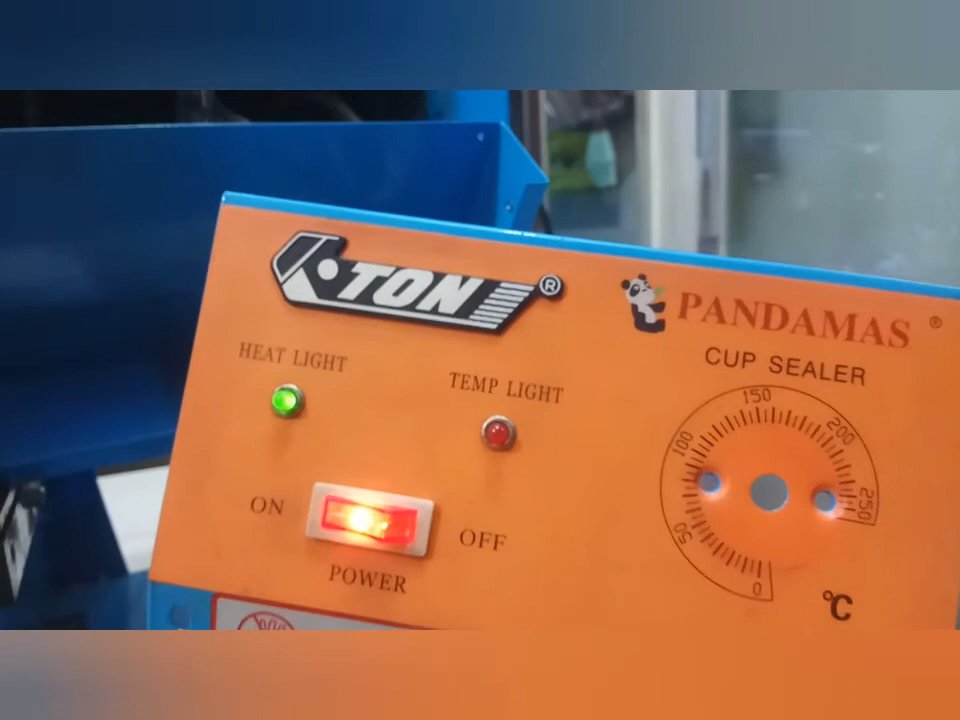 TON ®
PANDAMAS ®
CUP SEALER
HEAT LIGHT
TEMP LIGHT
0 50 100 150 200 250
°C
ON
OFF
POWER